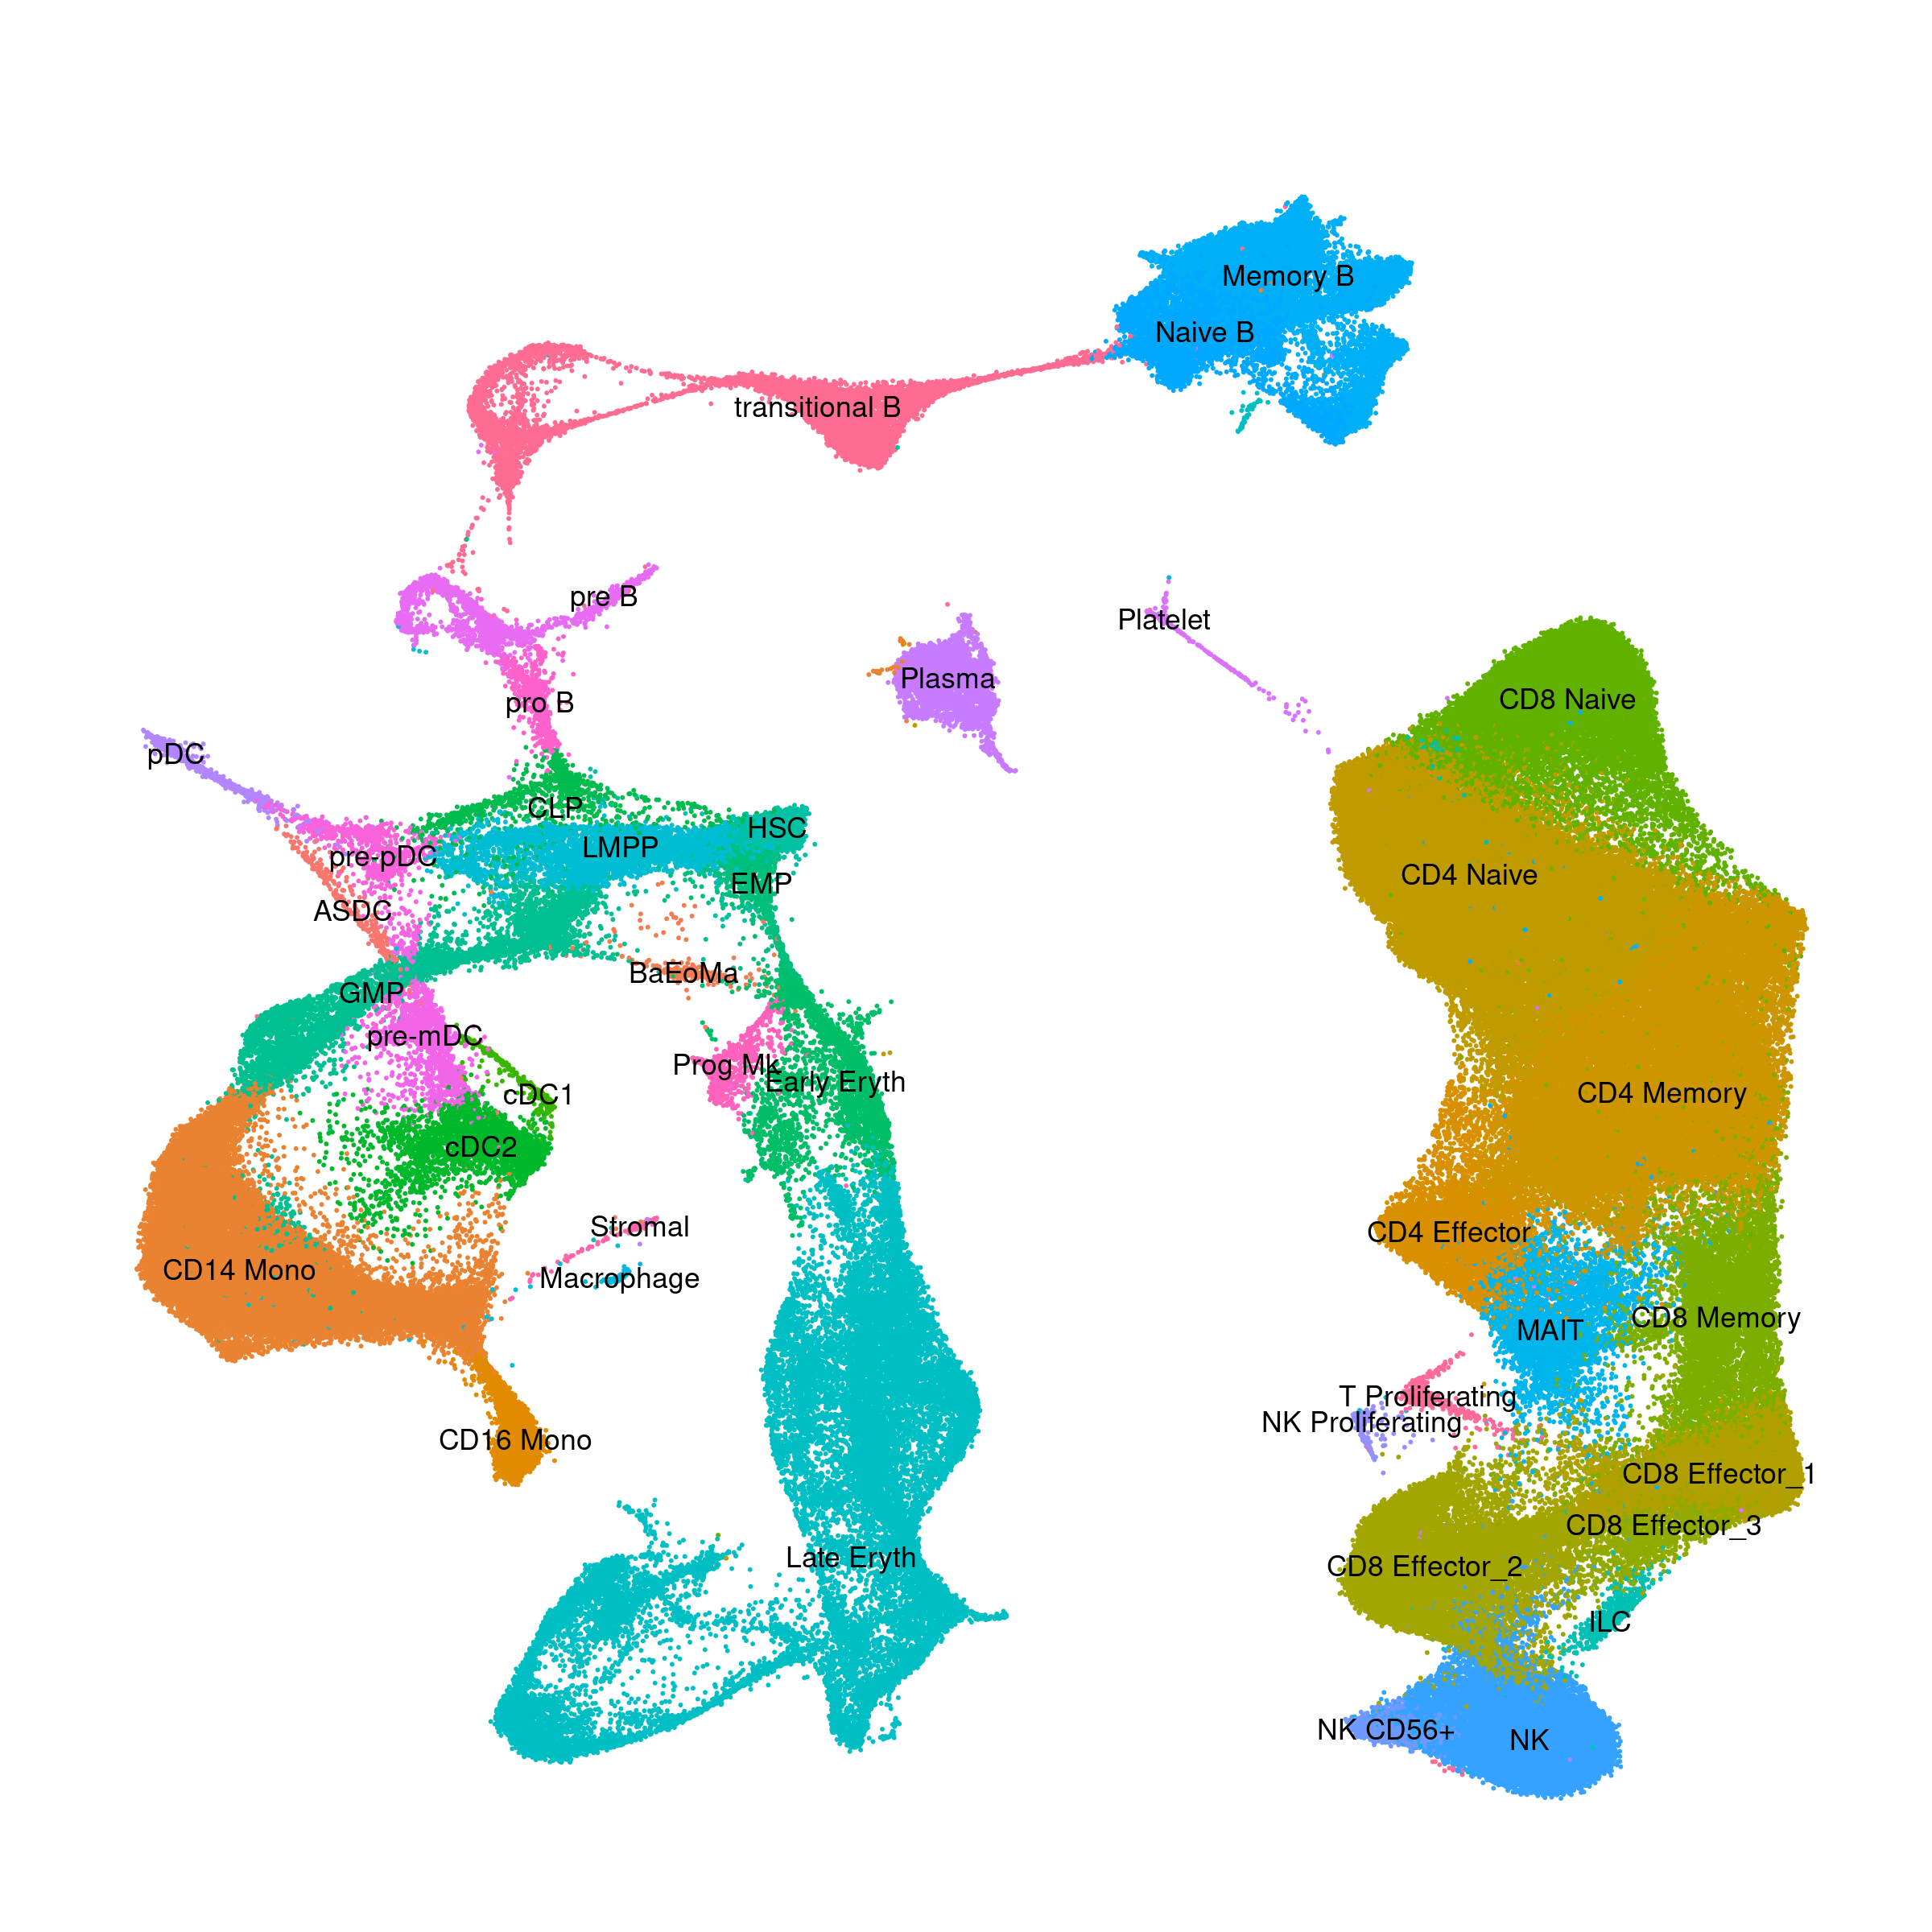 Memory B
Naive B
transitional B
pre B
Platelet
Plasma
CD8 Naive
pro B
pDC
CLP
HSC
LMPP
pre-pDC
EMP
CD4 Naive
ASDC
BaEoMa
GMP
pre-mDC
Prog Mk
Early Eryth
cDC1
CD4 Memory
cDC2
Stromal
CD4 Effector
CD14 Mono
Macrophage
CD8 Memory
MAIT
T Proliferating
NK Proliferating
CD16 Mono
CD8 Effector_1
CD8 Effector_3
Late Eryth
CD8 Effector_2
ILC
NK CD56+
NK